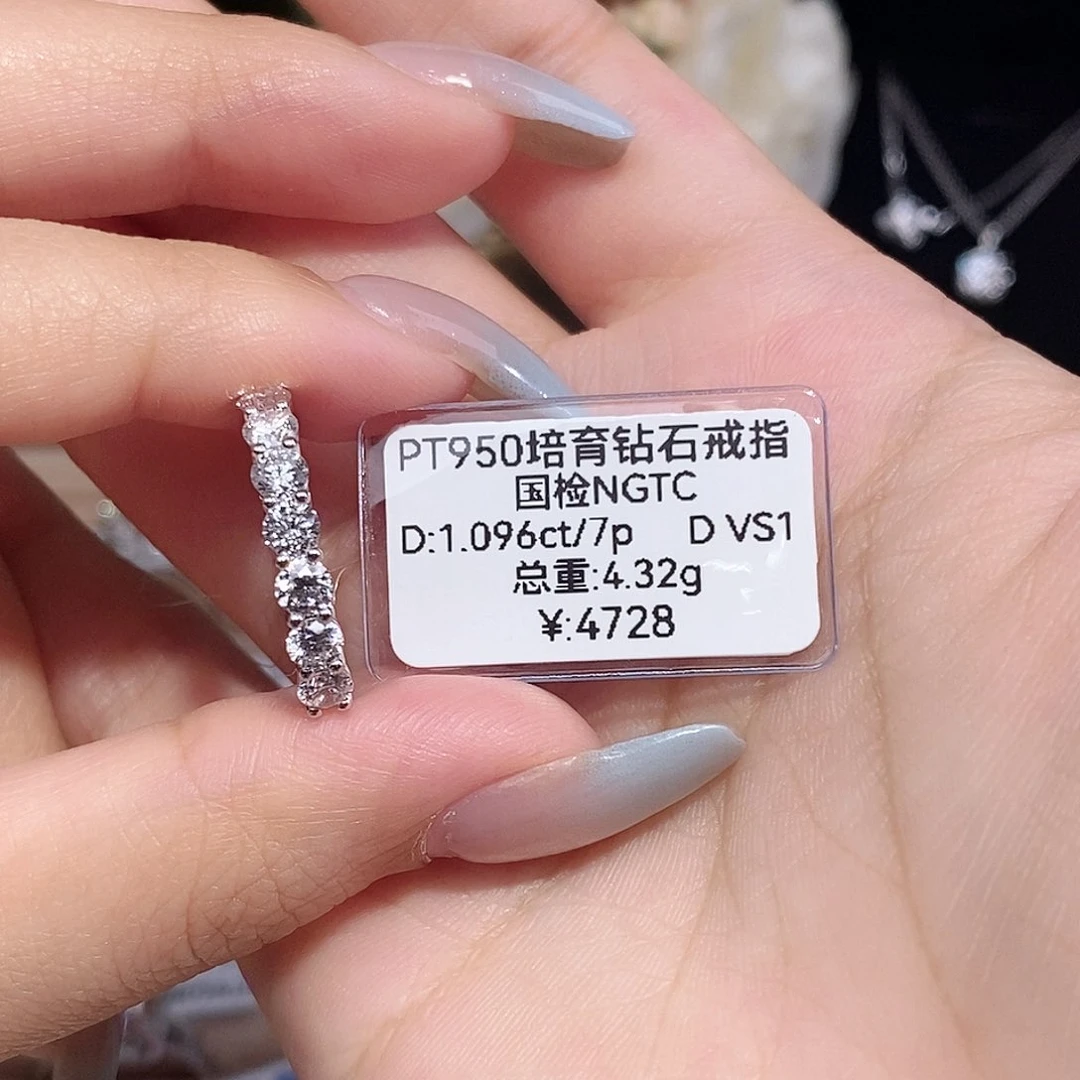 PT950培育钻石戒指
国检NGTC
D:1.096ct/7p D VS1
总重:4.32g
¥:4728